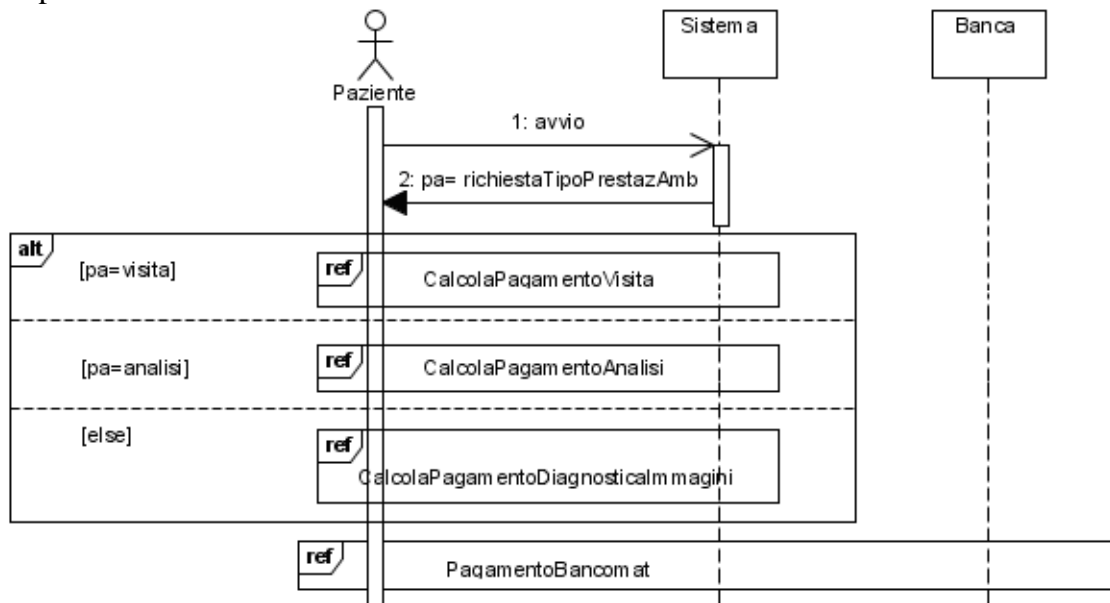 Sistema
Banca
Paziente
1: avvio
2: pa= richiestaTipoPrestazAmb
alt
[pa=visita]
ref
CalcolaPagamentoVisita
[pa=analisi]
ref
CalcolaPagamentoAnalisi
[else]
ref
CalcolaPagamentoDiagnosticaImmagini
ref
PagamentoBancomat